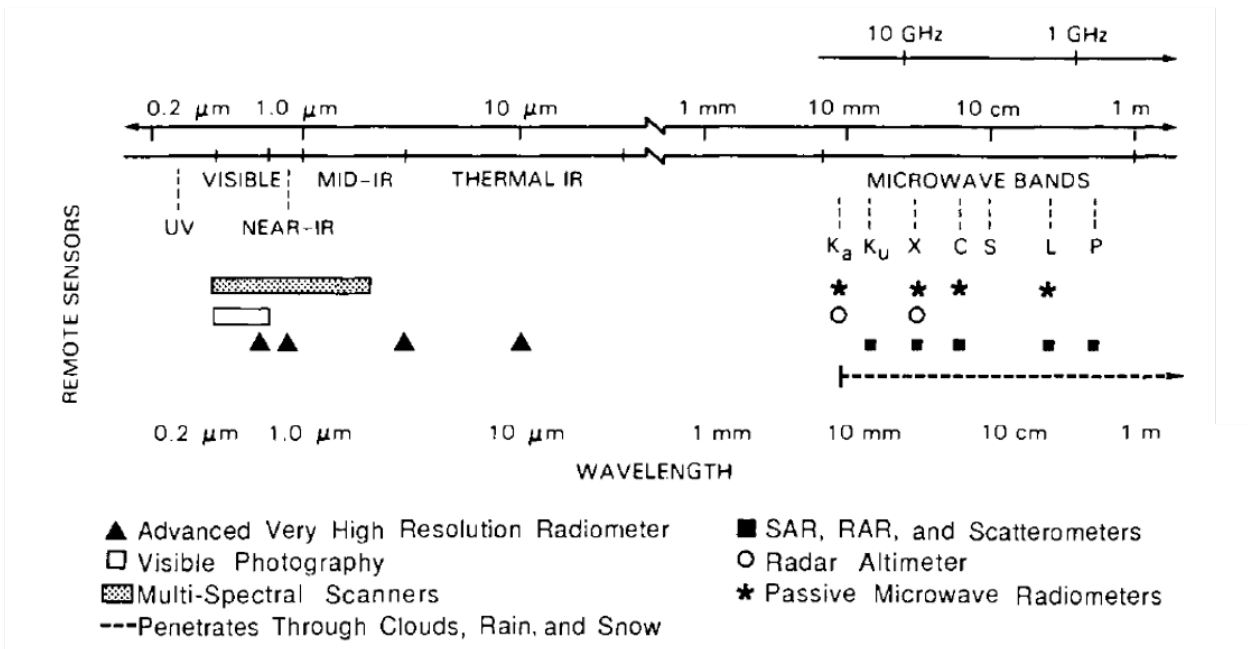 10 GHz 1 GHz
0.2 μm 1.0 μm 10 μm 1 mm 10 mm 10 cm 1 m
VISIBLE MID-IR THERMAL IR MICROWAVE BANDS
UV NEAR-IR
Ka Ku X C S L P
REMOTE SENSORS
0.2 μm 1.0 μm 10 μm 1 mm 10 mm 10 cm 1 m
WAVELENGTH
Advanced Very High Resolution Radiometer
Visible Photography
Multi-Spectral Scanners
Penetrates Through Clouds, Rain, and Snow
SAR, RAR, and Scatterometers
Radar Altimeter
Passive Microwave Radiometers